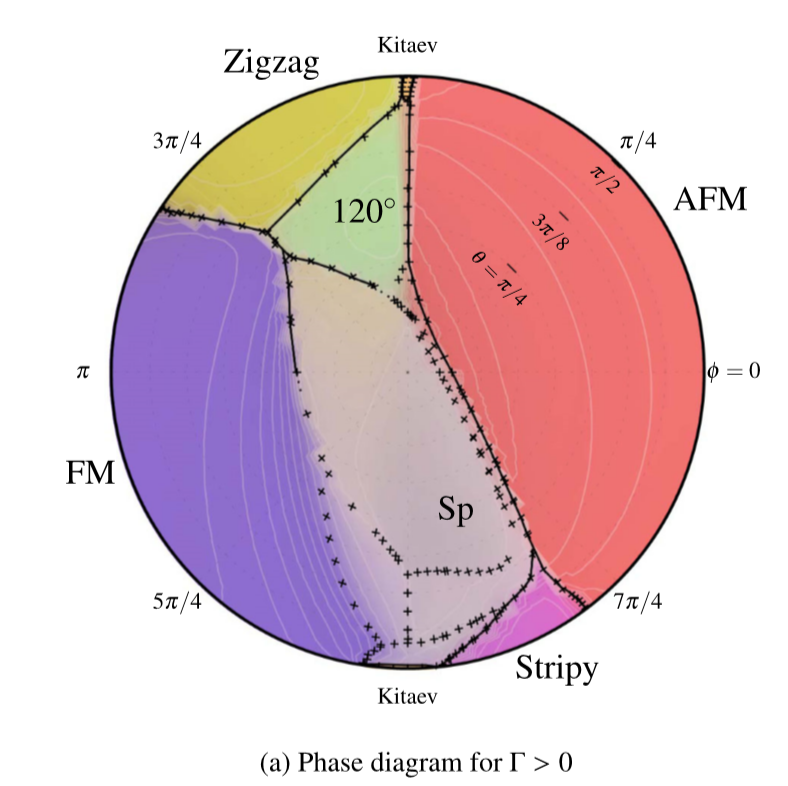 Kitaev
Zigzag
3π/4
π/4
π/2
AFM
120°
3π/8
θ = π/4
π
ϕ = 0
FM
Sp
5π/4
7π/4
Stripy
Kitaev
(a) Phase diagram for Γ > 0